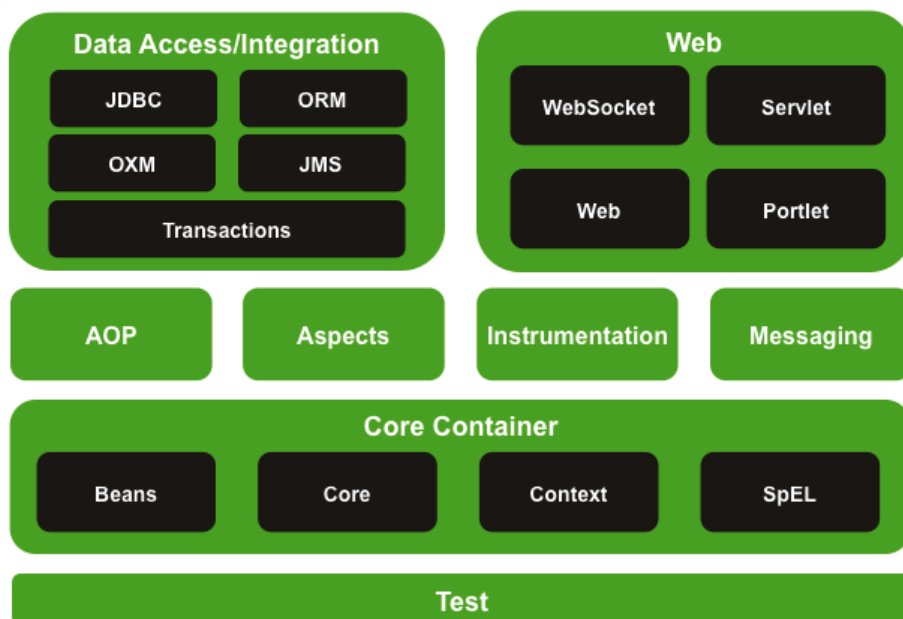 Data Access/Integration
JDBC
ORM
OXM
JMS
Transactions
Web
WebSocket
Servlet
Web
Portlet
AOP
Aspects
Instrumentation
Messaging
Core Container
Beans
Core
Context
SpEL
Test